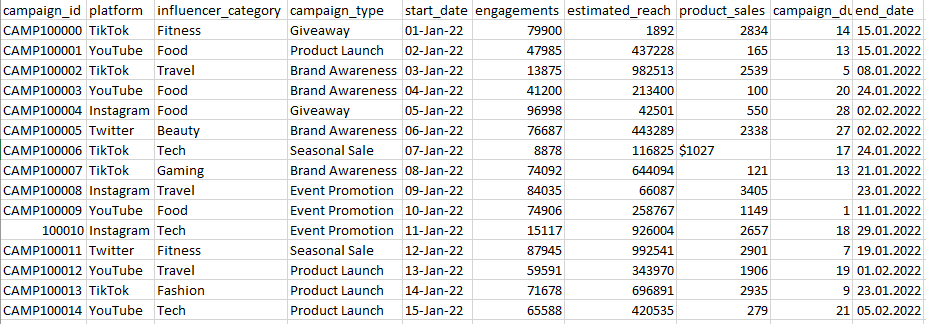 campaign_id platform influencer_category campaign_type start_date engagements estimated_reach product_sales campaign_du end_date
CAMP100000 TikTok Fitness Giveaway 01-Jan-22 79900 1892 2834 14 15.01.2022
CAMP100001 YouTube Food Product Launch 02-Jan-22 47985 437228 165 13 15.01.2022
CAMP100002 TikTok Travel Brand Awareness 03-Jan-22 13875 982513 2539 5 08.01.2022
CAMP100003 YouTube Food Brand Awareness 04-Jan-22 41200 213400 100 20 24.01.2022
CAMP100004 Instagram Food Giveaway 05-Jan-22 96998 42501 550 28 02.02.2022
CAMP100005 Twitter Beauty Brand Awareness 06-Jan-22 76687 443289 2338 27 02.02.2022
CAMP100006 TikTok Tech Seasonal Sale 07-Jan-22 8878 116825 $1027 17 24.01.2022
CAMP100007 TikTok Gaming Brand Awareness 08-Jan-22 74092 644094 121 13 21.01.2022
CAMP100008 Instagram Travel Event Promotion 09-Jan-22 84035 66087 3405 23.01.2022
CAMP100009 YouTube Food Event Promotion 10-Jan-22 74906 258767 1149 1 11.01.2022
100010 Instagram Tech Event Promotion 11-Jan-22 15117 926004 2657 18 29.01.2022
CAMP100011 Twitter Fitness Seasonal Sale 12-Jan-22 87945 992541 2901 7 19.01.2022
CAMP100012 YouTube Travel Product Launch 13-Jan-22 59591 343970 1906 19 01.02.2022
CAMP100013 TikTok Fashion Product Launch 14-Jan-22 71678 696891 2935 9 23.01.2022
CAMP100014 YouTube Tech Product Launch 15-Jan-22 65588 420535 279 21 05.02.2022